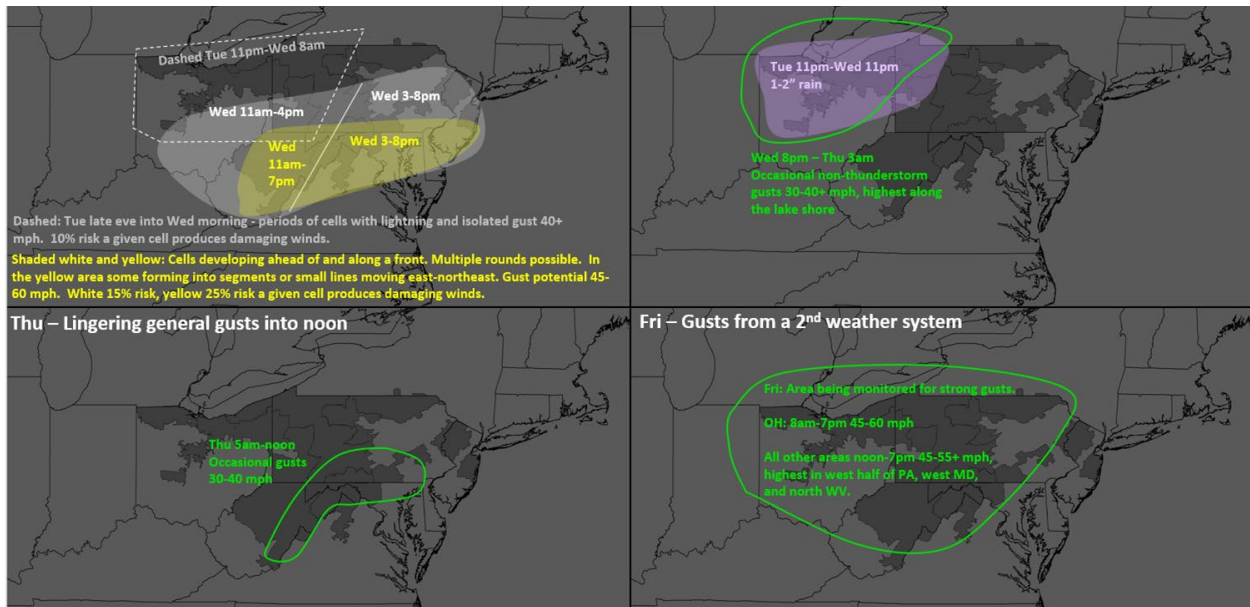 Dashed Tue 11pm-Wed 8am
Wed 3-8pm
Wed 11am-4pm
Wed
11am-
7pm
Wed 3-8pm
Dashed: Tue late eve into Wed morning - periods of cells with lightning and isolated gust 40+
mph. 10% risk a given cell produces damaging winds.
Shaded white and yellow: Cells developing ahead of and along a front. Multiple rounds possible. In
the yellow area some forming into segments or small lines moving east-northeast. Gust potential 45-
60 mph. White 15% risk, yellow 25% risk a given cell produces damaging winds.
Tue 11pm-Wed 11pm
1-2” rain
Wed 8pm – Thu 3am
Occasional non-thunderstorm
gusts 30-40+ mph, highest along
the lake shore
Thu – Lingering general gusts into noon
Thu 5am-noon
Occasional gusts
30-40 mph
Fri – Gusts from a 2nd weather system
Fri: Area being monitored for strong gusts.
OH: 8am-7pm 45-60 mph
All other areas noon-7pm 45-55+ mph,
highest in west half of PA, west MD,
and north WV.